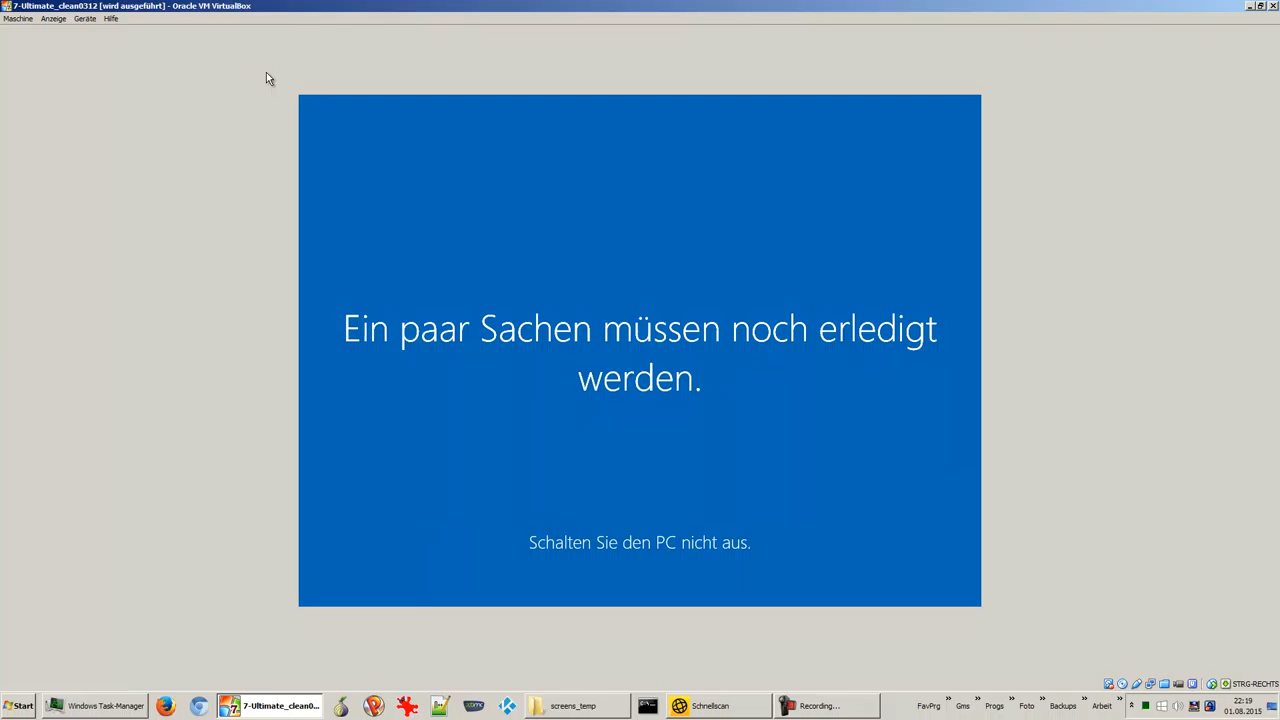 7-Ultimate_clean0312 [wird ausgeführt] - Oracle VM VirtualBox
Maschine Anzeige Geräte Hilfe
Ein paar Sachen müssen noch erledigt
werden.
Schalten Sie den PC nicht aus.
STRG-RECHTS
Start Windows Task-Manager 7-Ultimate_clean0... screens_temp Schnellscan Recording... FavPrg Gms Progs Foto Backups Arbeit 22:19
01.08.2015